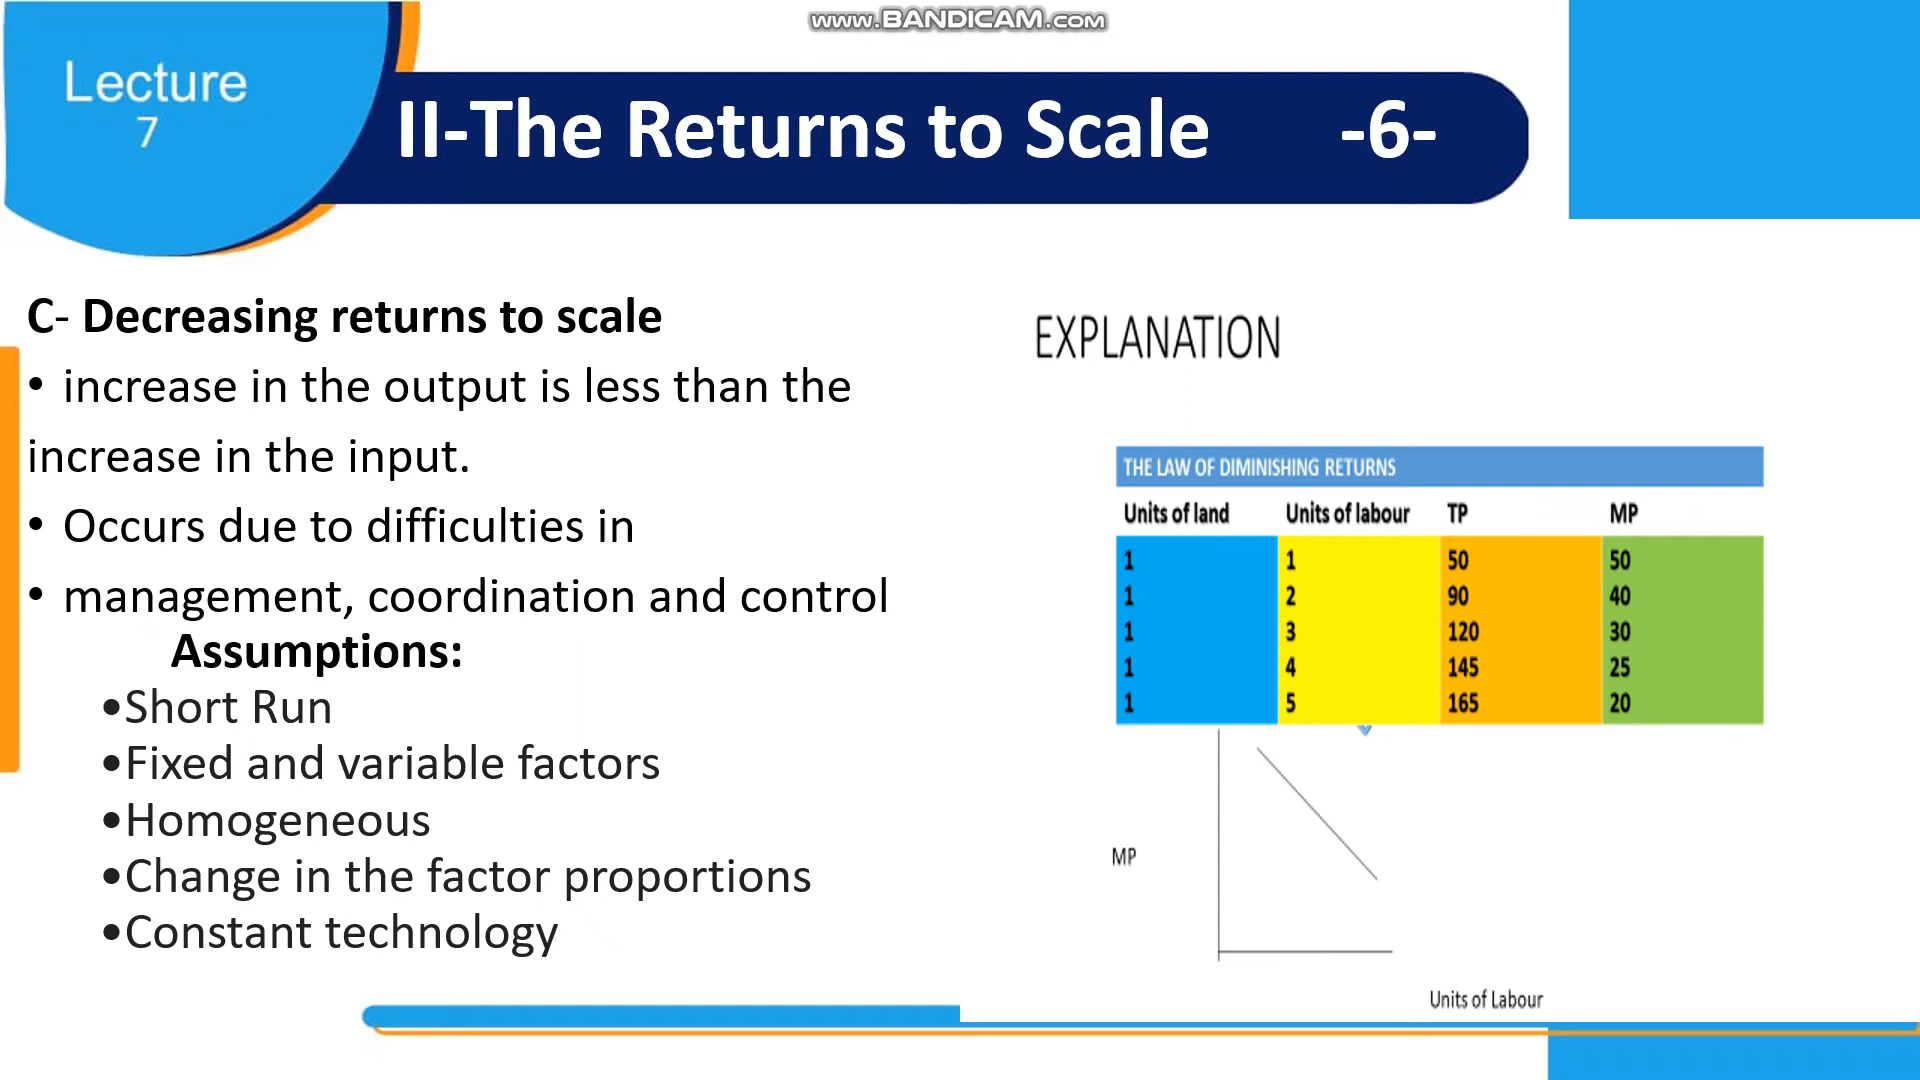 www.BANDICAM.com
Lecture
7
II-The Returns to Scale -6-
C- Decreasing returns to scale
• increase in the output is less than the
increase in the input.
• Occurs due to difficulties in
• management, coordination and control
Assumptions:
•Short Run
•Fixed and variable factors
•Homogeneous
•Change in the factor proportions
•Constant technology
EXPLANATION
THE LAW OF DIMINISHING RETURNS
Units of land Units of labour TP MP
1 1 50 50
1 2 90 40
1 3 120 30
1 4 145 25
1 5 165 20
MP
Units of Labour